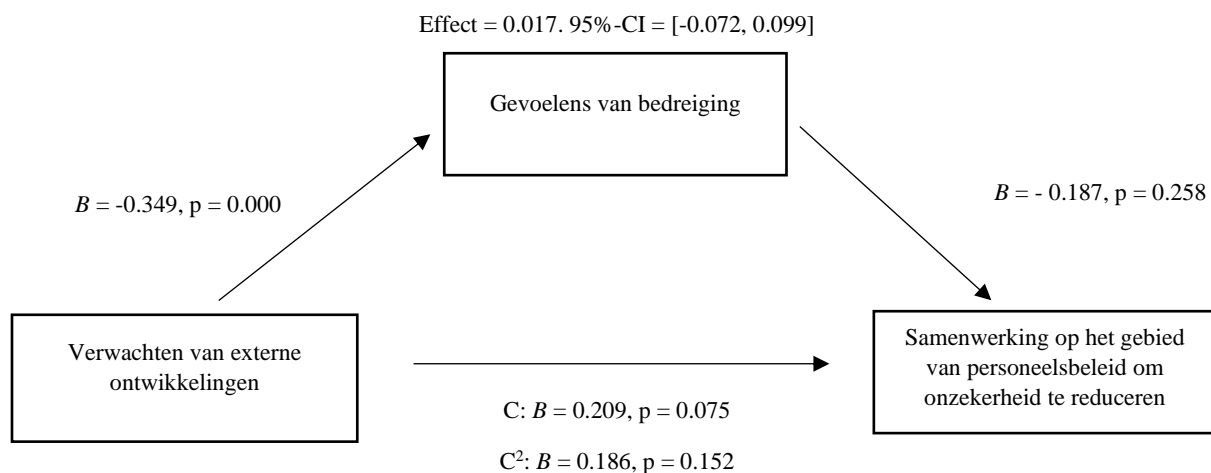 Effect = 0.017. 95%-CI = [-0.072, 0.099]
Gevoelens van bedreiging
B = -0.349, p = 0.000
B = - 0.187, p = 0.258
Verwachten van externe
ontwikkelingen
Samenwerking op het gebied
van personeelsbeleid om
onzekerheid te reduceren
C: B = 0.209, p = 0.075
C²: B = 0.186, p = 0.152